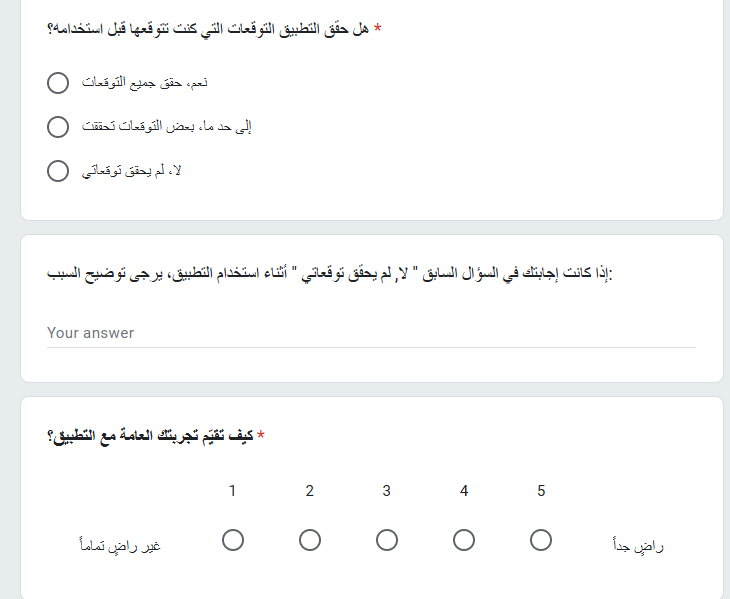 هل حقّق التطبيق التوقعات التي كنت تتوقعها قبل استخدامه؟ *
نعم، حقق جميع التوقعات
إلى حد ما، بعض التوقعات تحققت
لا، لم يحقق توقعاتي
إذا كانت إجابتك في السؤال السابق " لا, لم يحقّق توقعاتي " أثناء استخدام التطبيق، يرجى توضيح السبب:
Your answer
كيف تقيّم تجربتك العامة مع التطبيق؟ *
1 2 3 4 5
غير راضٍ تماماً راضٍ جداً